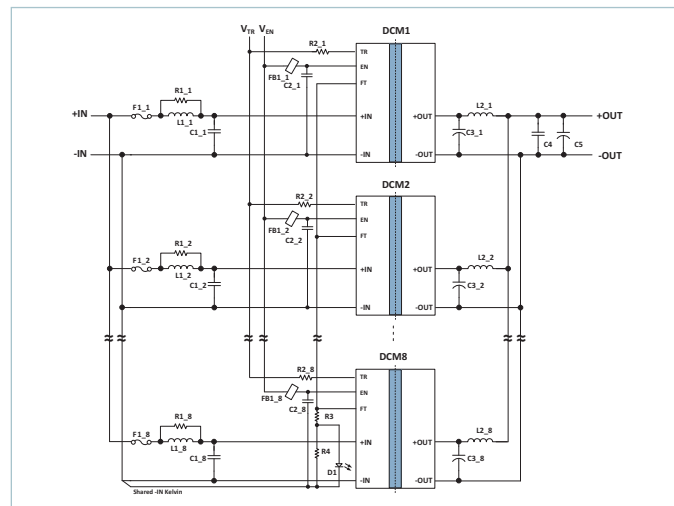 VTR VEN
DCM1
R2_1
TR
EN
FB1_1
C2_1
FT
R1_1
+IN
F1_1
L1_1
+IN
+OUT
L2_1
+OUT
C1_1
C3_1
C4
C5
-IN
-IN
-OUT
-OUT
DCM2
R2_2
TR
EN
FB1_2
C2_2
FT
R1_2
F1_2
L1_2
+IN
+OUT
L2_2
C1_2
C3_2
-IN
-OUT
DCM8
R2_8
TR
EN
FB1_8
C2_8
FT
R3
R1_8
F1_8
L1_8
+IN
+OUT
L2_8
R4
C1_8
C3_8
D1
-IN
-OUT
Shared -IN Kelvin